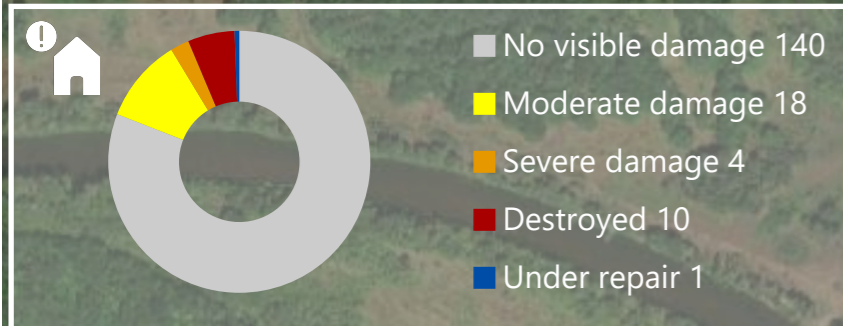 No visible damage 140
Moderate damage 18
Severe damage 4
Destroyed 10
Under repair 1